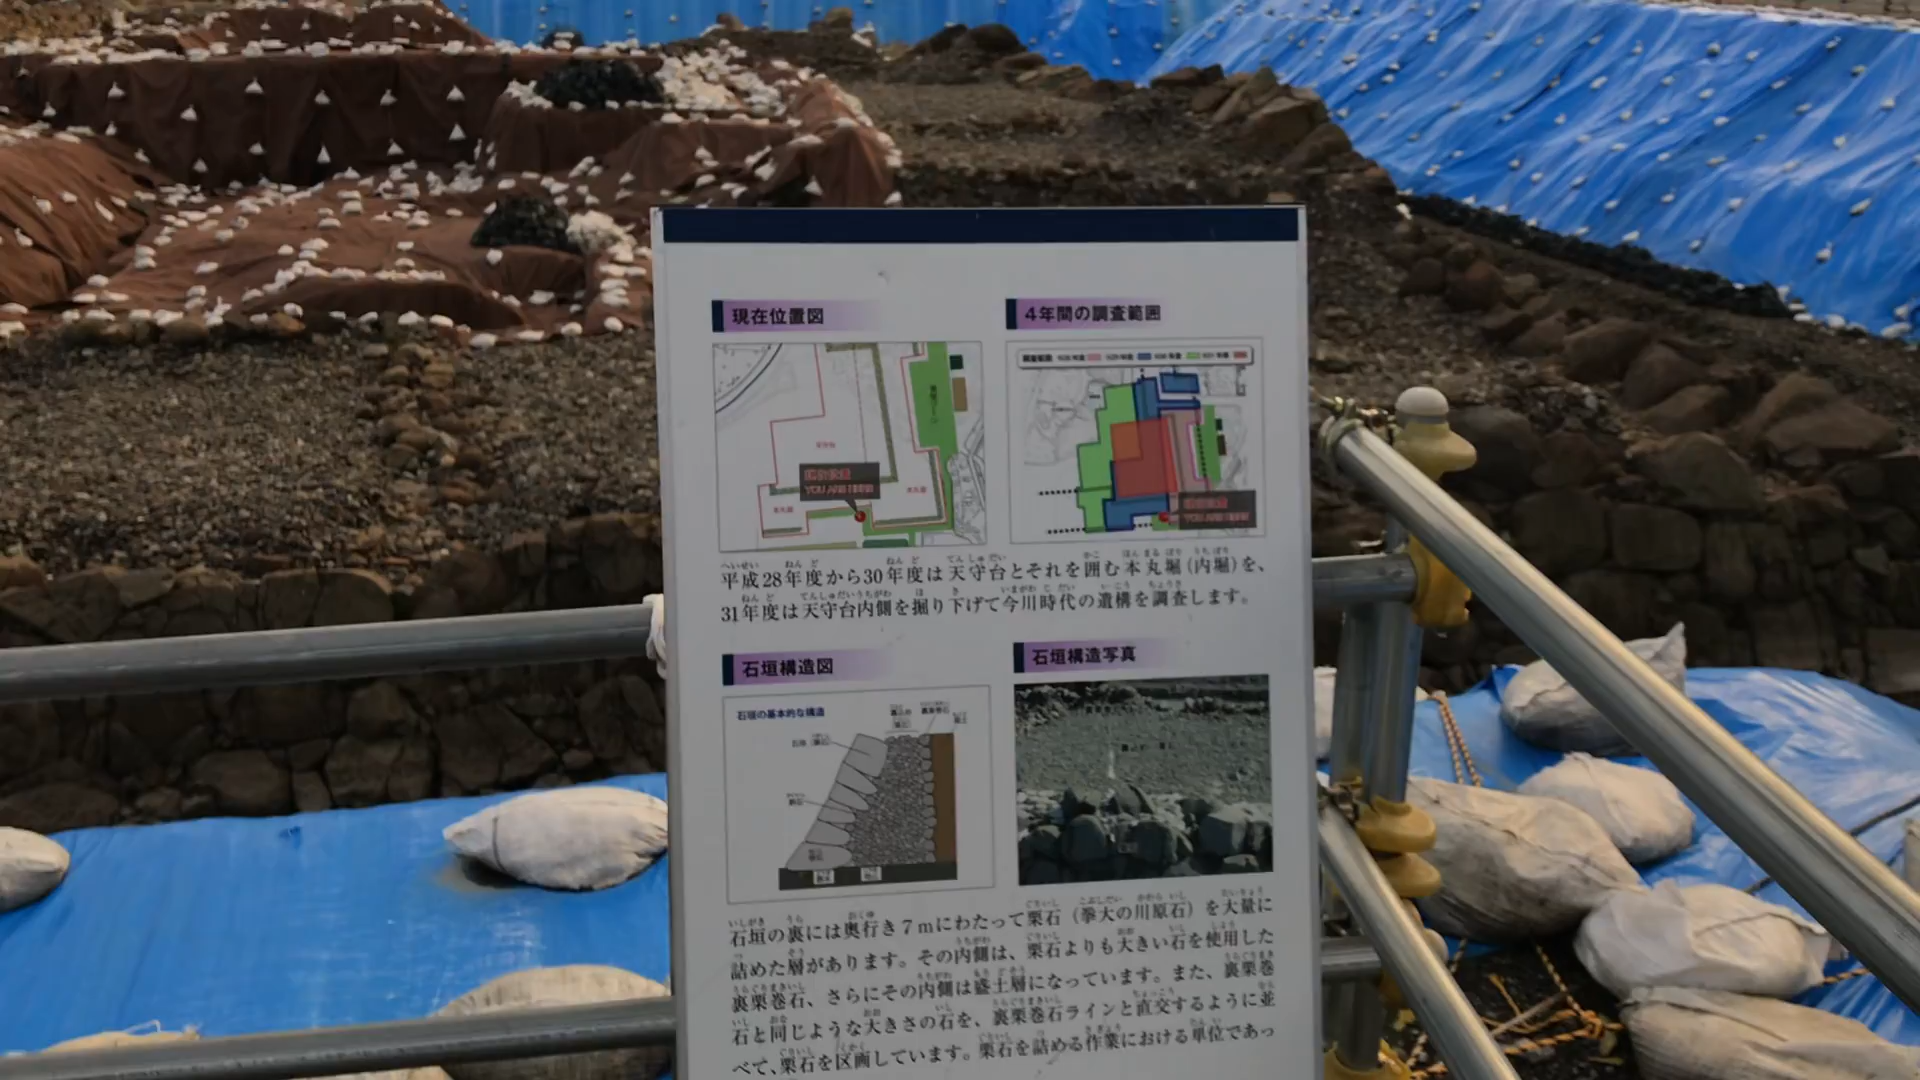 現在位置図
4年間の調査範囲
現在位置
YOU ARE HERE
YOU ARE HERE
平成28年度から30年度は天守台とそれを囲む本丸堀（内堀）を、
31年度は天守台内側を掘り下げて今川時代の遺構を調査します。
石垣構造図
石垣構造写真
石垣の基本的な構造
石垣の裏には奥行き7mにわたって栗石（拳大の川原石）を大量に
詰めた層があります。その内側は、栗石よりも大きい石を使用した
裏栗巻石、さらにその内側は盛土層になっています。また、裏栗巻
石と同じような大きさの石を、裏栗巻石ラインと直交するように並
べて、栗石を区画しています。栗石を詰める作業における単位であっ